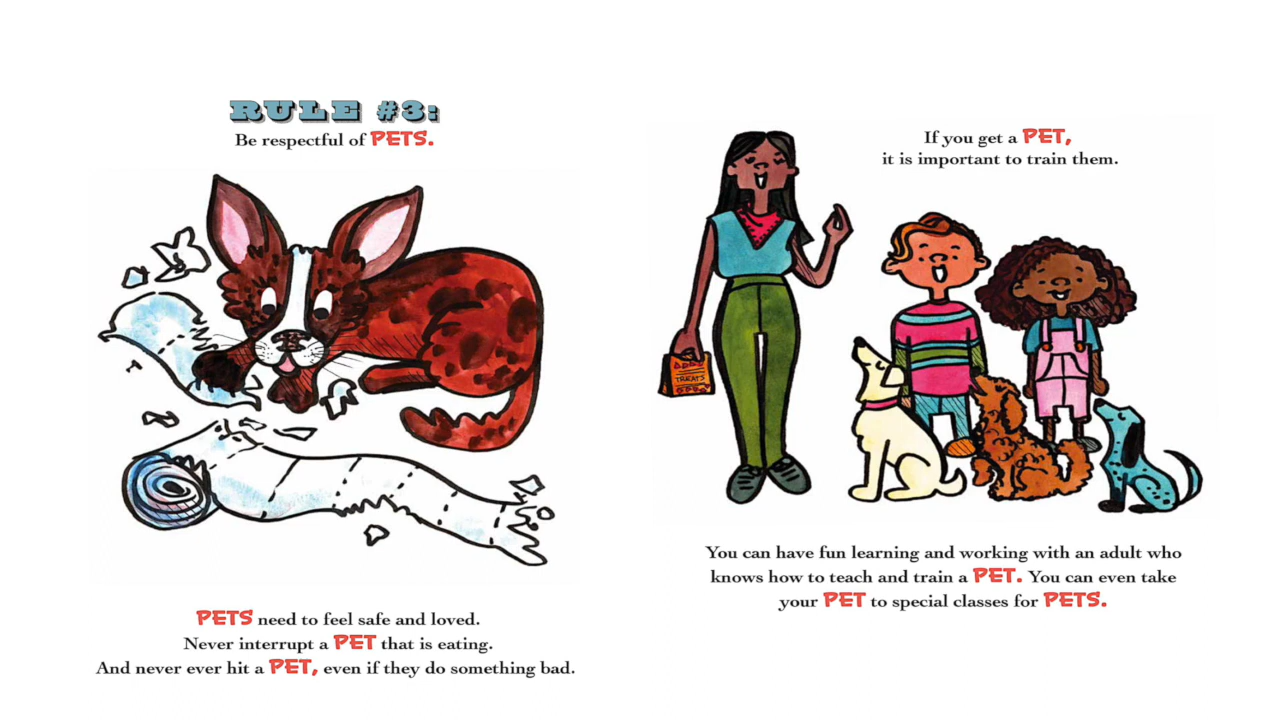 RULE #3:
Be respectful of PETS.
PETS need to feel safe and loved.
Never interrupt a PET that is eating.
And never ever hit a PET, even if they do something bad.
If you get a PET,
it is important to train them.
TREATS
You can have fun learning and working with an adult who
knows how to teach and train a PET. You can even take
your PET to special classes for PETS.